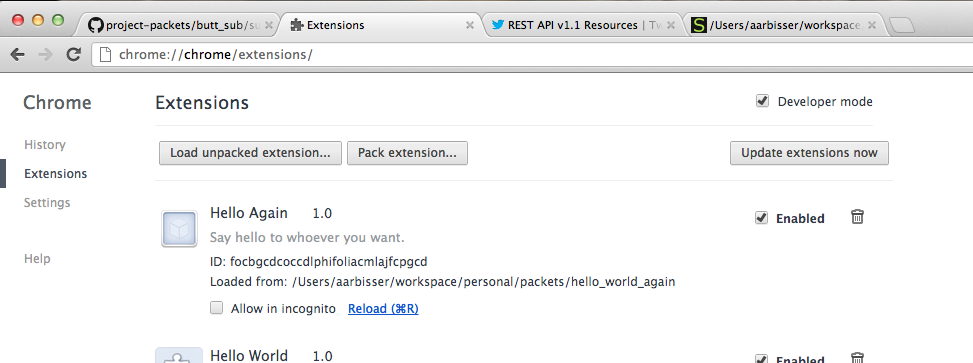 project-packets/butt_sub/su
Extensions
REST API v1.1 Resources | Tw
/Users/aarbisser/workspace
chrome://chrome/extensions/
Chrome
Extensions
Developer mode
History
Extensions
Settings
Help
Load unpacked extension...
Pack extension...
Update extensions now
Hello Again 1.0
Enabled
Say hello to whoever you want.
ID: focbgcdcoccdlphifoliacmlajfcpgcd
Loaded from: /Users/aarbisser/workspace/personal/packets/hello_world_again
Allow in incognito Reload (⌘R)
Hello World 1.0
Enabled